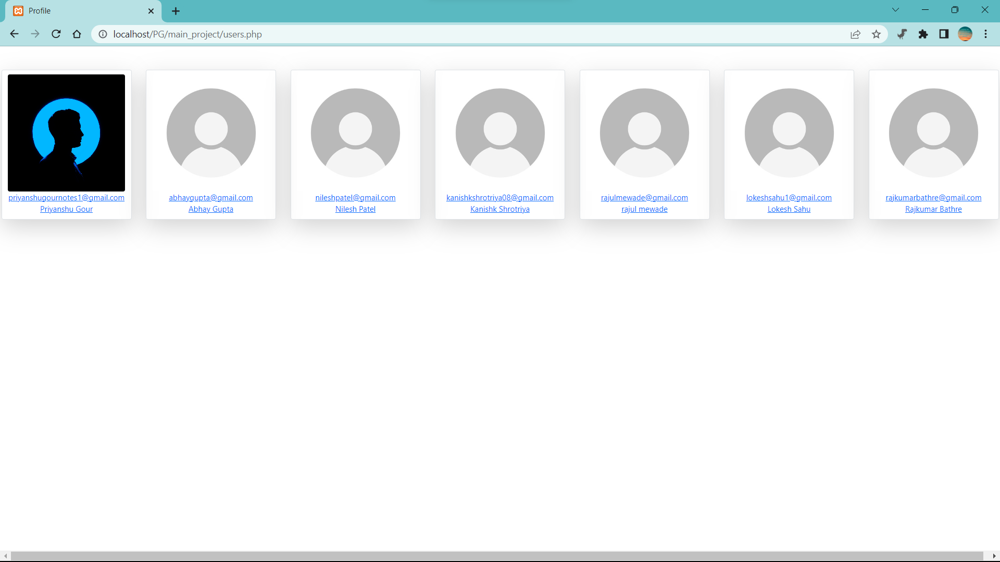 Profile
localhost/PG/main_project/users.php
priyanshugournotes1@gmail.com
Priyanshu Gour
abhaygupta@gmail.com
Abhay Gupta
nileshpatel@gmail.com
Nilesh Patel
kanishkshrotriya08@gmail.com
Kanishk Shrotriya
rajulmewade@gmail.com
rajul mewade
lokeshsahu1@gmail.com
Lokesh Sahu
rajkumarbathre@gmail.com
Rajkumar Bathre